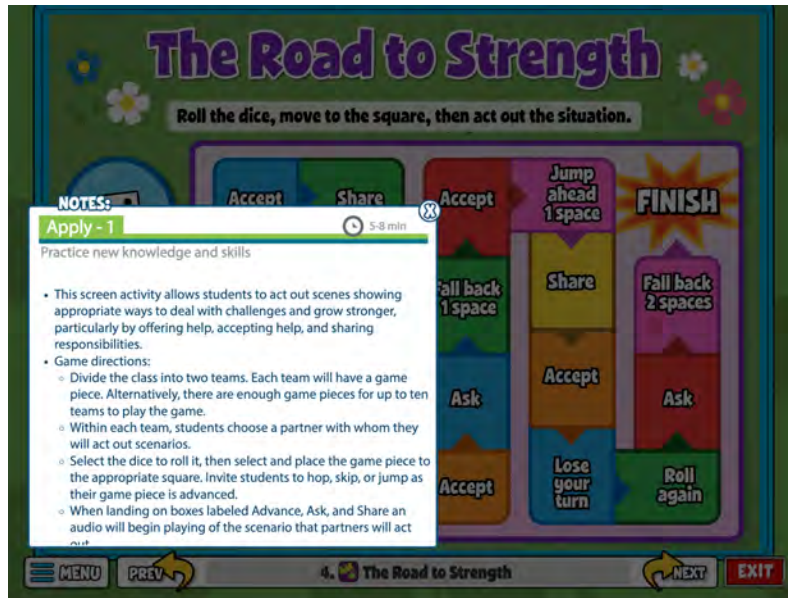 The Road to Strength
Roll the dice, move to the square, then act out the situation.
Accept
Share
Accept
Jump
ahead
1 space
FINISH
NOTES:
X
Apply - 1
5-8 min
Practice new knowledge and skills
• This screen activity allows students to act out scenes showing
appropriate ways to deal with challenges and grow stronger,
particularly by offering help, accepting help, and sharing
responsibilities.
• Game directions:
◦ Divide the class into two teams. Each team will have a game
piece. Alternatively, there are enough game pieces for up to ten
teams to play the game.
◦ Within each team, students choose a partner with whom they
will act out scenarios.
◦ Select the dice to roll it, then select and place the game piece to
the appropriate square. Invite students to hop, skip, or jump as
their game piece is advanced.
◦ When landing on boxes labeled Advance, Ask, and Share an
audio will begin playing of the scenario that partners will act
out
all back
1 space
Share
Fall back
2 spaces
Ask
Accept
Ask
Accept
Lose
your
turn
Roll
again
MENU
PREV
4. The Road to Strength
NEXT
EXIT